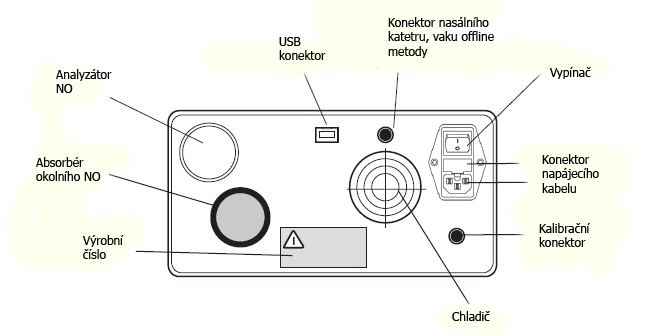 Konektor nasálního
katetru, vaku offline
metody
USB
konektor
Analyzátor
NO
Vypínač
Absorbér
okolního NO
Konektor
napájecího
kabelu
Výrobní
číslo
Kalibrační
konektor
Chladič